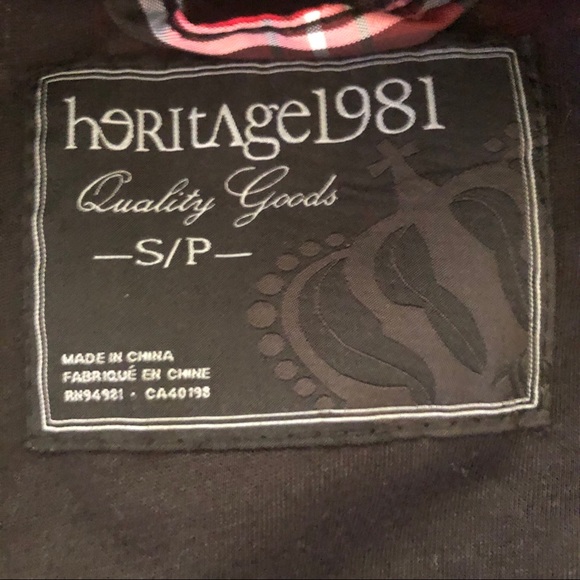 herItage1981
Quality Goods
—S/P—
MADE IN CHINA
FABRIQUÉ EN CHINE
RN94981 · CA40198